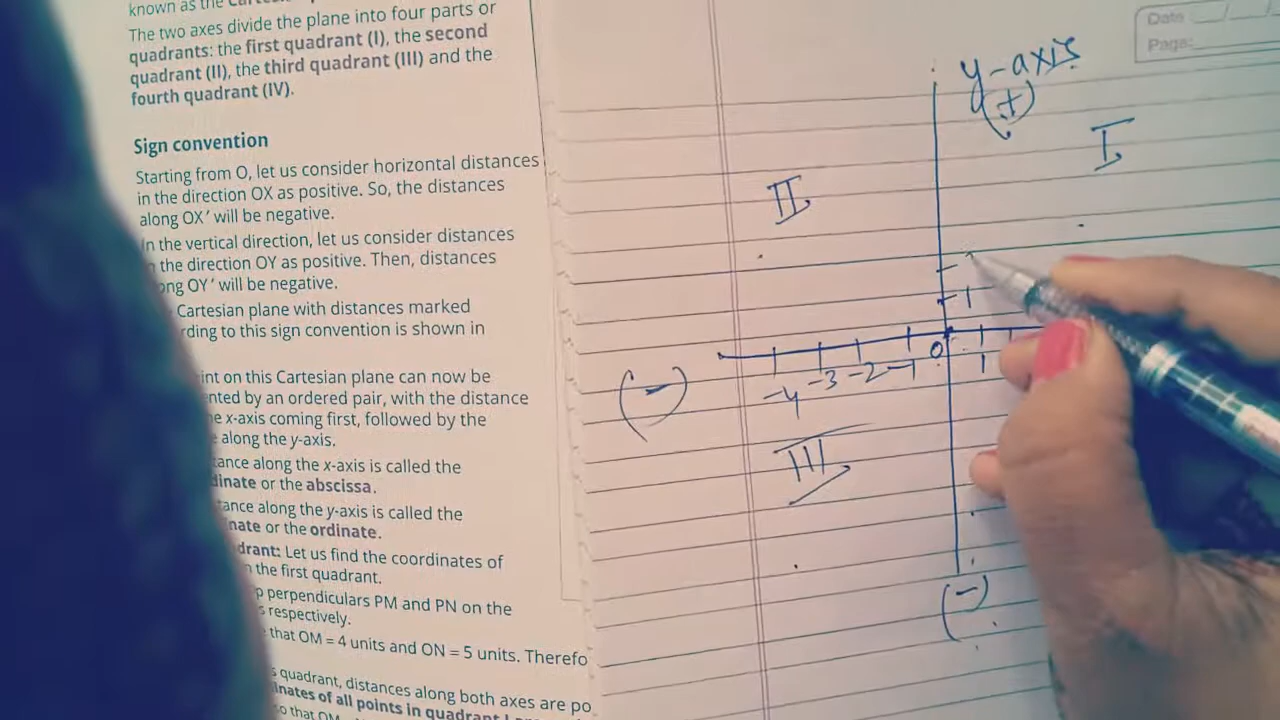 known as the
The two axes divide the plane into four parts or
quadrants: the first quadrant (I), the second
quadrant (II), the third quadrant (III) and the
fourth quadrant (IV).
Sign convention
Starting from O, let us consider horizontal distances
in the direction OX as positive. So, the distances
along OX′ will be negative.
In the vertical direction, let us consider distances
the direction OY as positive. Then, distances
ong OY′ will be negative.
Cartesian plane with distances marked
rding to this sign convention is shown in
int on this Cartesian plane can now be
nted by an ordered pair, with the distance
e x-axis coming first, followed by the
along the y-axis.
tance along the x-axis is called the
dinate or the abscissa.
tance along the y-axis is called the
nate or the ordinate.
drant: Let us find the coordinates of
the first quadrant.
p perpendiculars PM and PN on the
s respectively.
that OM = 4 units and ON = 5 units. Therefo
s quadrant, distances along both axes are po
inates of all points in quadrant I
so that OM
Date
Page:
y-axis
(+)
I
II
1
(-)
-4 -3 -2 -1 0 1
III
(-)